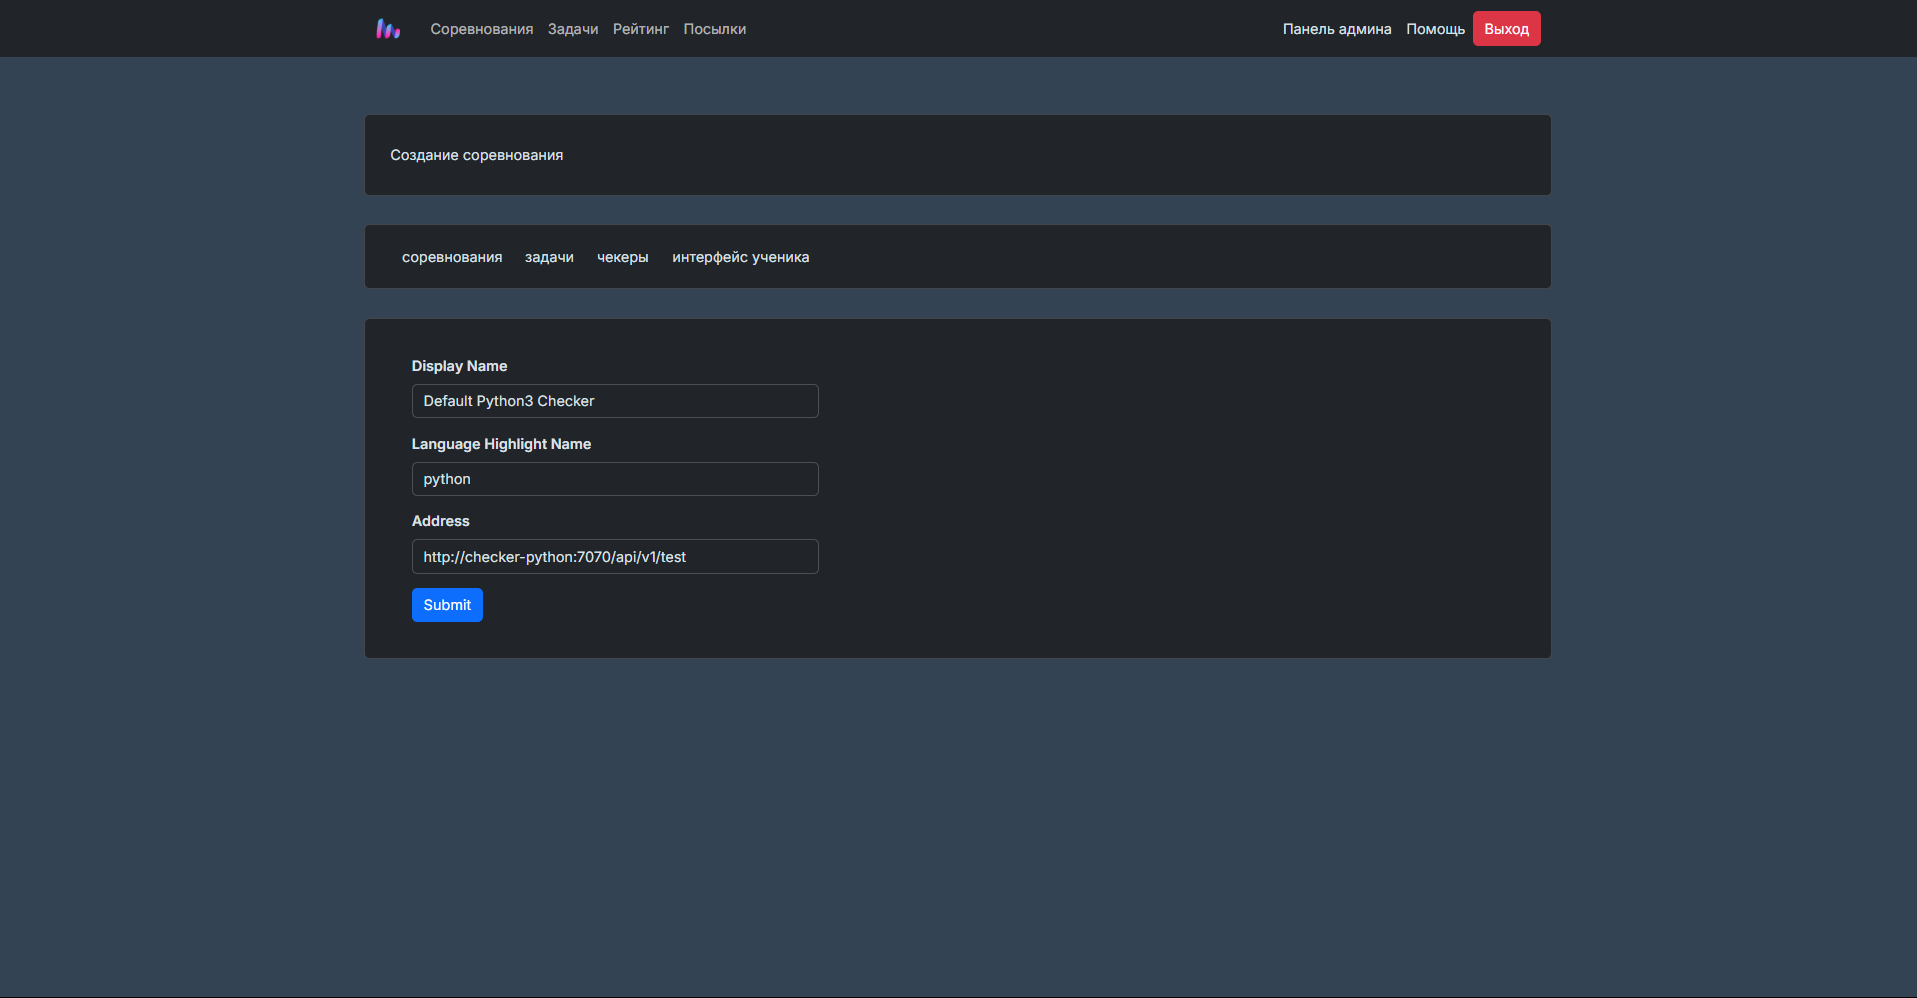 Соревнования Задачи Рейтинг Посылки Панель админа Помощь Выход
Создание соревнования
соревнования задачи чекеры интерфейс ученика
Display Name
Default Python3 Checker
Language Highlight Name
python
Address
http://checker-python:7070/api/v1/test
Submit